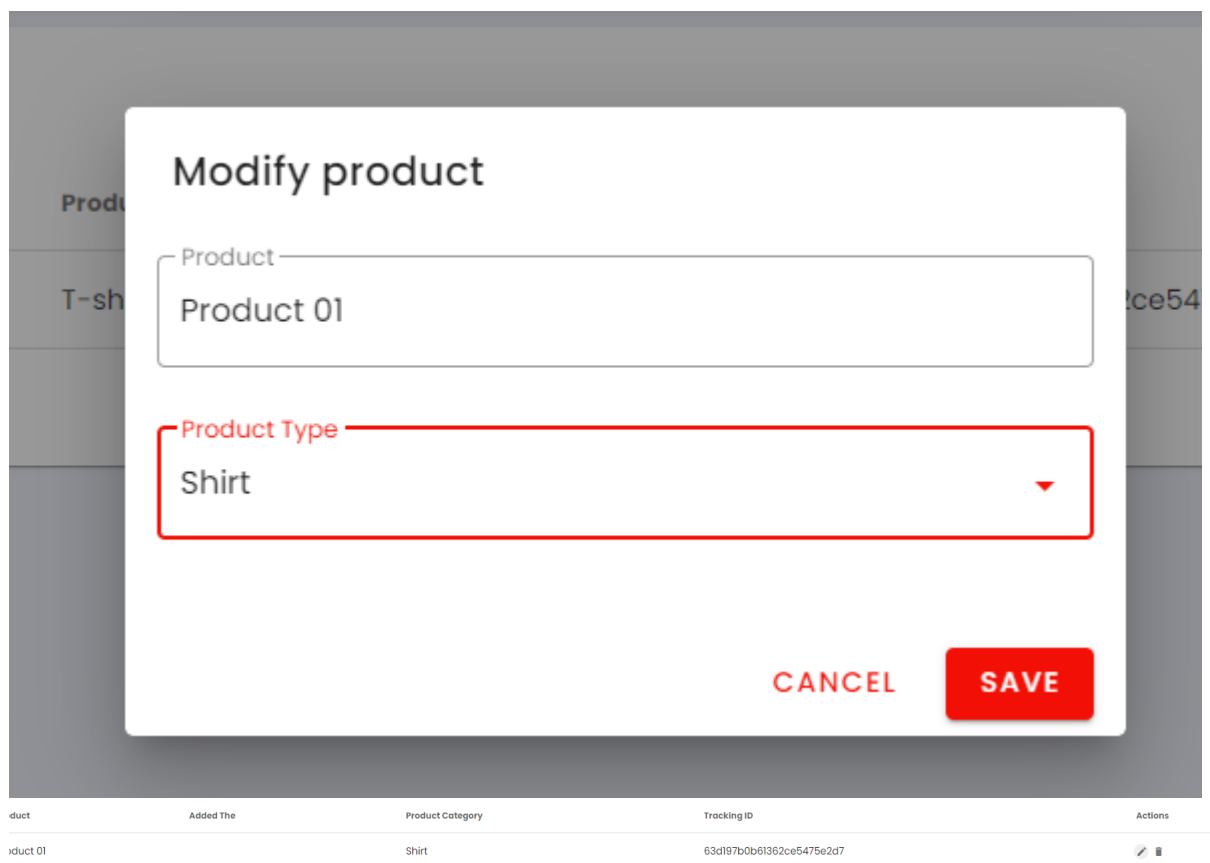 Modify product
Produ
Product
Product 01
T-sh
2ce54
Product Type
Shirt
CANCEL
SAVE
duct Added The Product Category Tracking ID Actions
duct 01 Shirt 63d197b0b61362ce5475e2d7